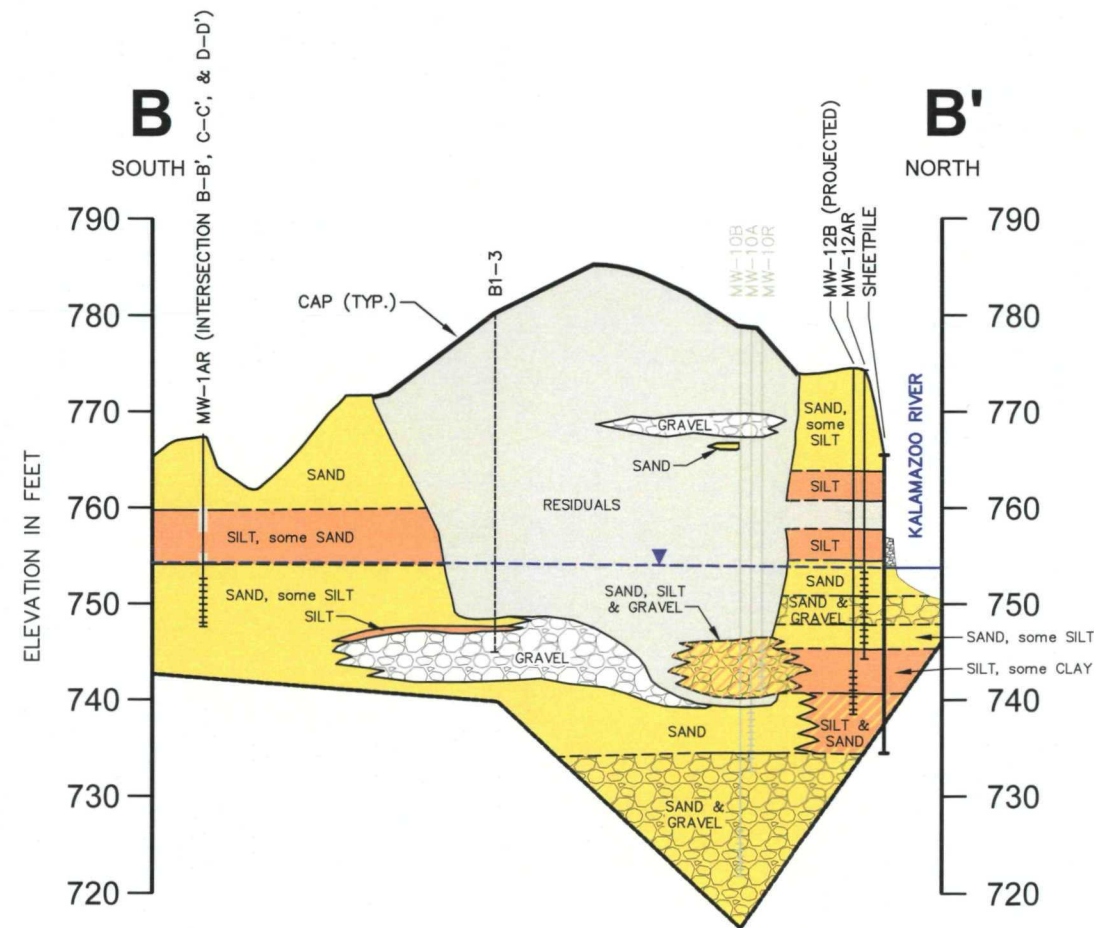 B
SOUTH
MW-1AR (INTERSECTION B-B', C-C', & D-D')
B'
NORTH
MW-12B (PROJECTED)
MW-12AR
SHEETPILE
MW-10B
MW-10A
MW-10R
B1-3
CAP (TYP.)
ELEVATION IN FEET
790
780
770
760
750
740
730
720
790
780
770
760
750
740
730
720
KALAMAZOO RIVER
SAND
SILT, some SAND
SAND, some SILT
SILT
GRAVEL
RESIDUALS
GRAVEL
SAND
SAND, SILT
& GRAVEL
SAND
SAND &
GRAVEL
SAND,
some
SILT
SILT
SILT
SAND
SAND &
GRAVEL
SAND, some SILT
SILT, some CLAY
SILT &
SAND